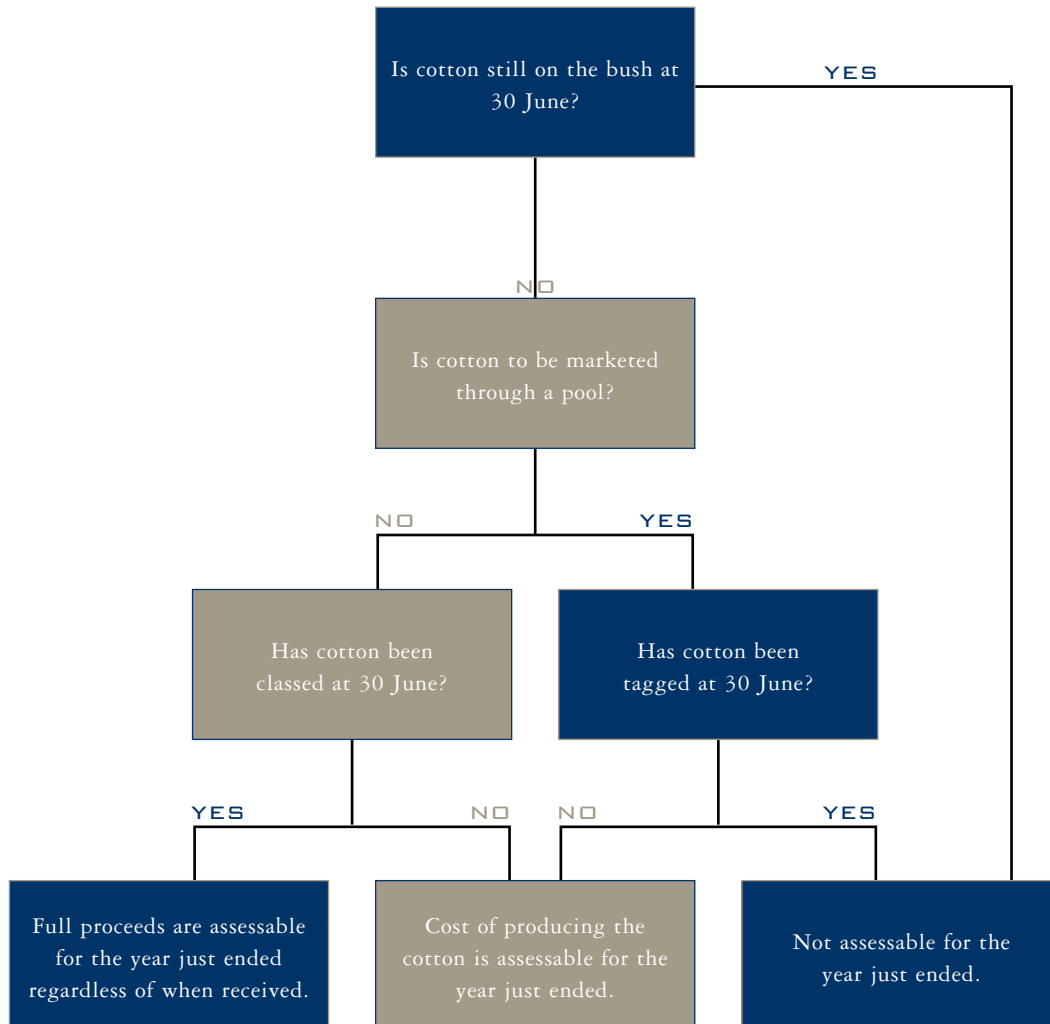 Is cotton still on the bush at
30 June?
YES
NO
Is cotton to be marketed
through a pool?
NO
YES
Has cotton been
classed at 30 June?
Has cotton been
tagged at 30 June?
YES
NO
NO
YES
Full proceeds are assessable
for the year just ended
regardless of when received.
Cost of producing the
cotton is assessable for the
year just ended.
Not assessable for the
year just ended.